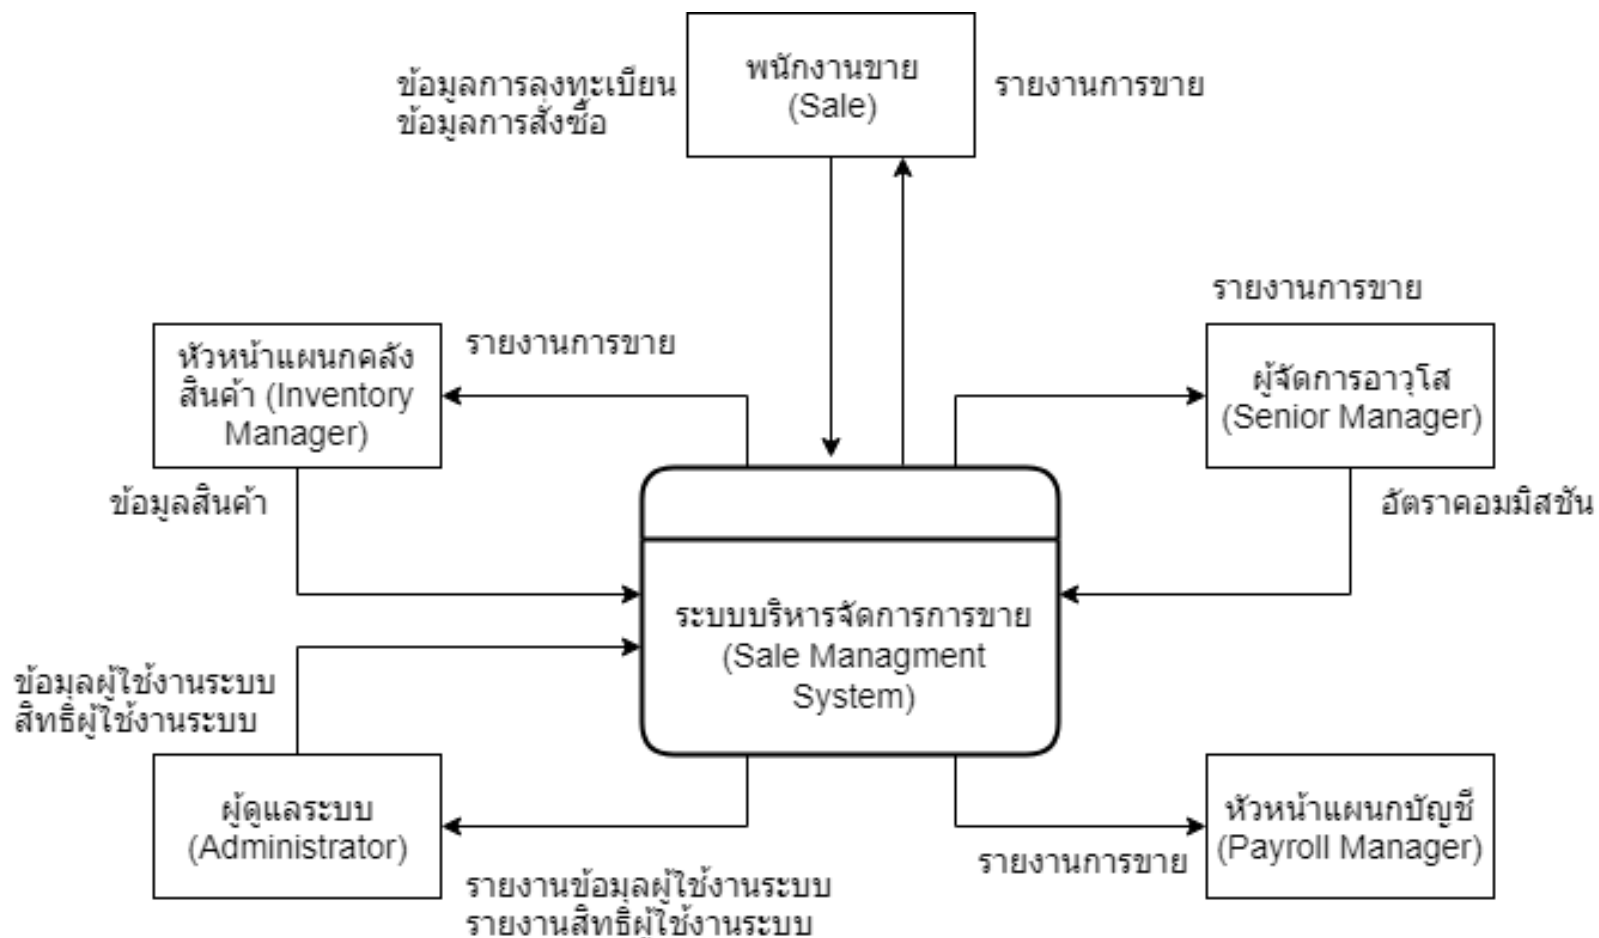 พนักงานขาย
(Sale)
ข้อมูลการลงทะเบียน
ข้อมูลการสั่งซื้อ
รายงานการขาย
รายงานการขาย
หัวหน้าแผนกคลัง
สินค้า (Inventory
Manager)
รายงานการขาย
ผู้จัดการอาวุโส
(Senior Manager)
ข้อมูลสินค้า
อัตราคอมมิสชัน
ระบบบริหารจัดการการขาย
(Sale Managment
System)
ข้อมูลผู้ใช้งานระบบ
สิทธิ์ผู้ใช้งานระบบ
ผู้ดูแลระบบ
(Administrator)
หัวหน้าแผนกบัญชี
(Payroll Manager)
รายงานการขาย
รายงานข้อมูลผู้ใช้งานระบบ
รายงานสิทธิ์ผู้ใช้งานระบบ